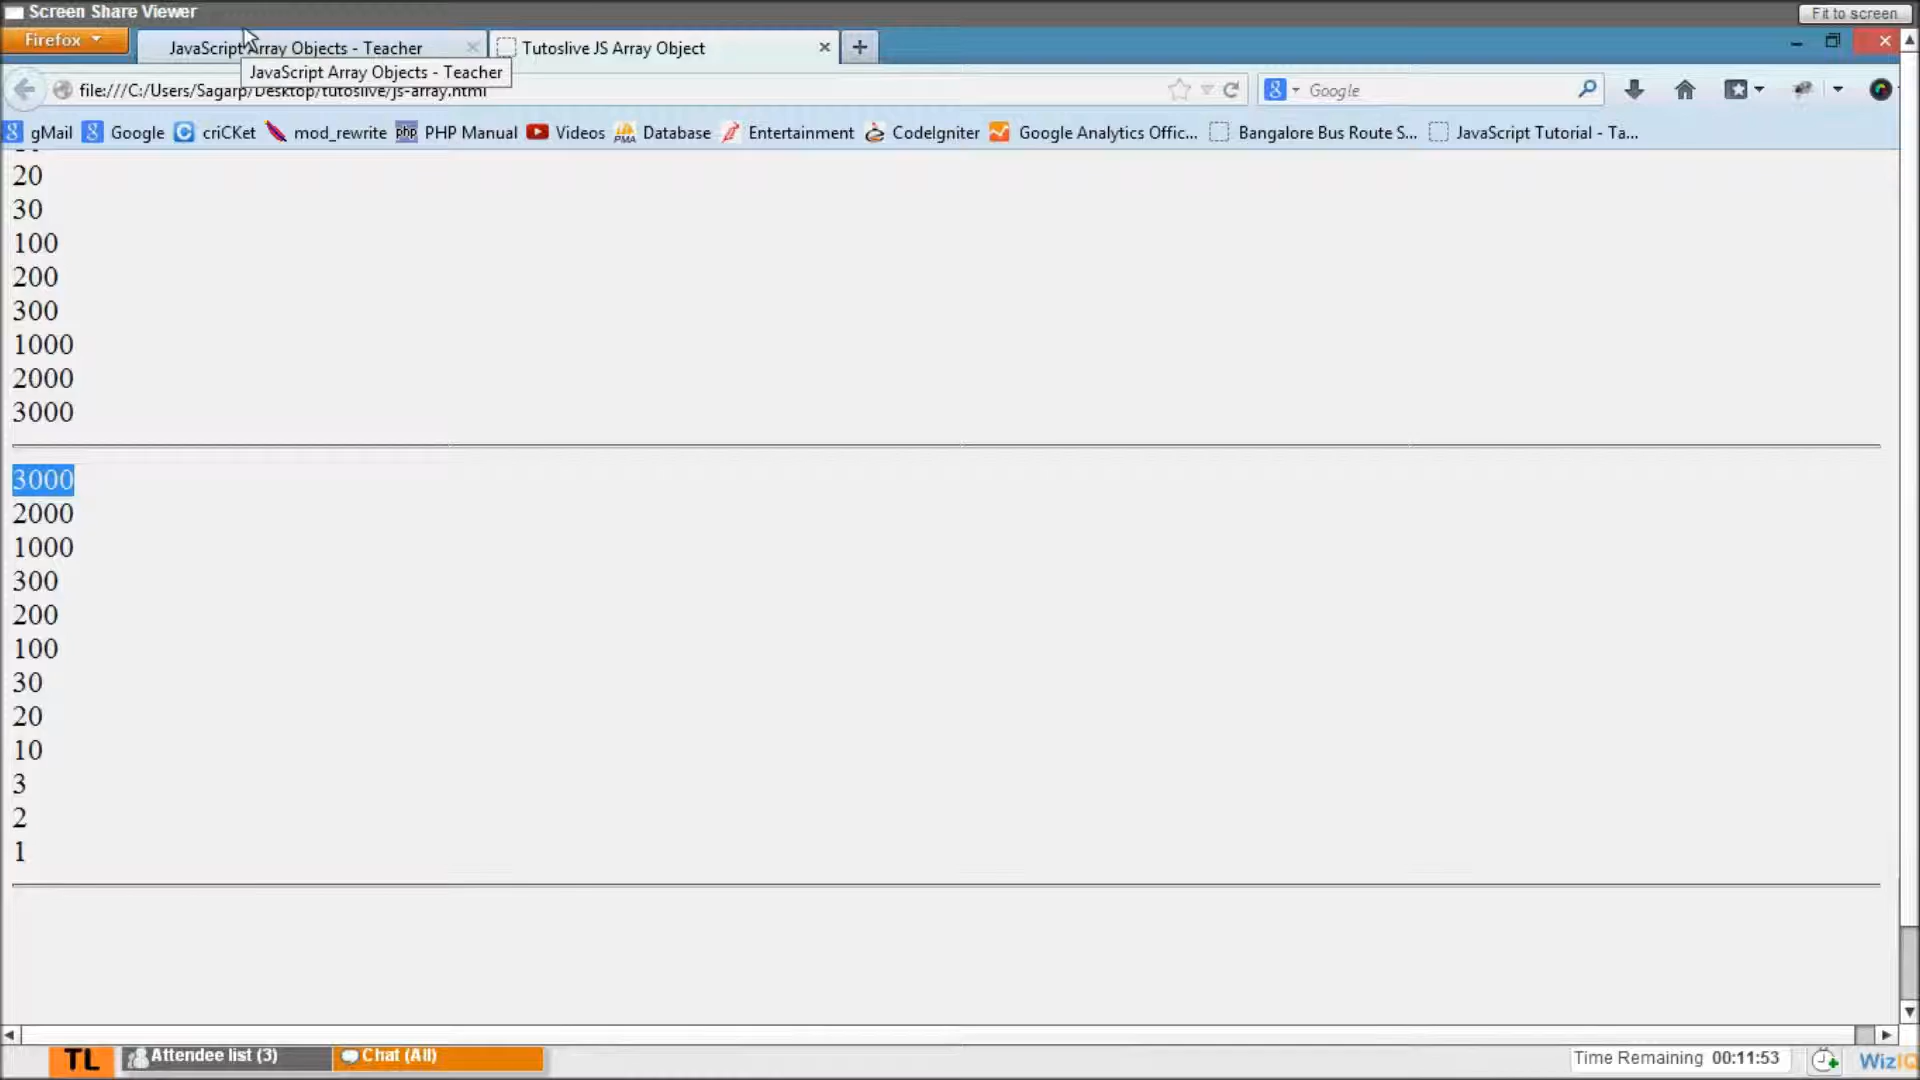 Screen Share Viewer
Fit to screen
Firefox
JavaScript Array Objects - Teacher
Tutoslive JS Array Object
JavaScript Array Objects - Teacher
file:///C:/Users/Sagarp/Desktop/tutoslive/js-array.html
Google
gMail Google criCKet mod_rewrite PHP Manual Videos Database Entertainment CodeIgniter Google Analytics Offic... Bangalore Bus Route S... JavaScript Tutorial - Ta...
20
30
100
200
300
1000
2000
3000
3000
2000
1000
300
200
100
30
20
10
3
2
1
TL
Attendee list (3)
Chat (All)
Time Remaining 00:11:53
WizIQ